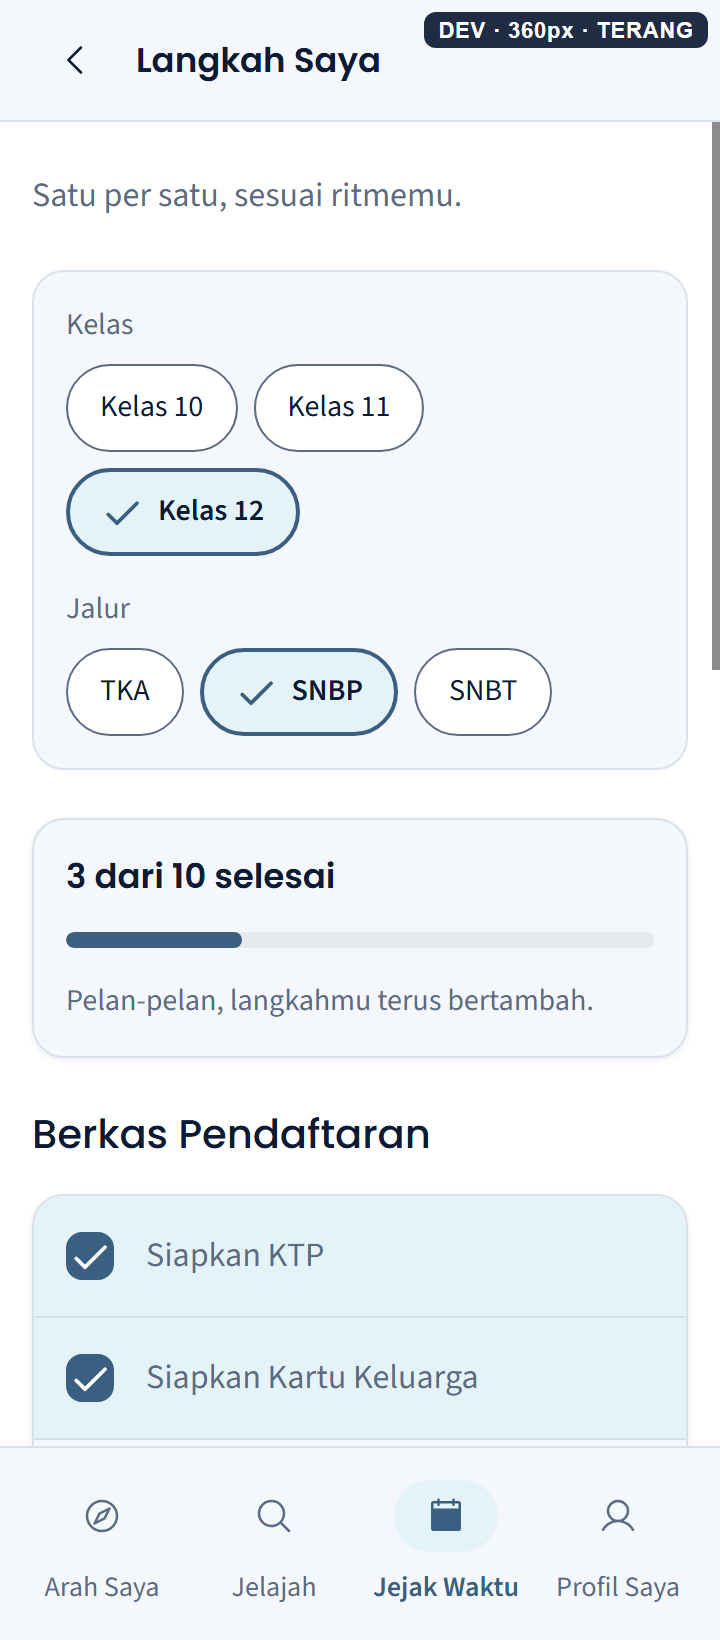 DEV · 360px · TERANG
Langkah Saya
Satu per satu, sesuai ritmemu.
Kelas
Kelas 10
Kelas 11
Kelas 12
Jalur
TKA
SNBP
SNBT
3 dari 10 selesai
Pelan-pelan, langkahmu terus bertambah.
Berkas Pendaftaran
Siapkan KTP
Siapkan Kartu Keluarga
Arah Saya
Jelajah
Jejak Waktu
Profil Saya